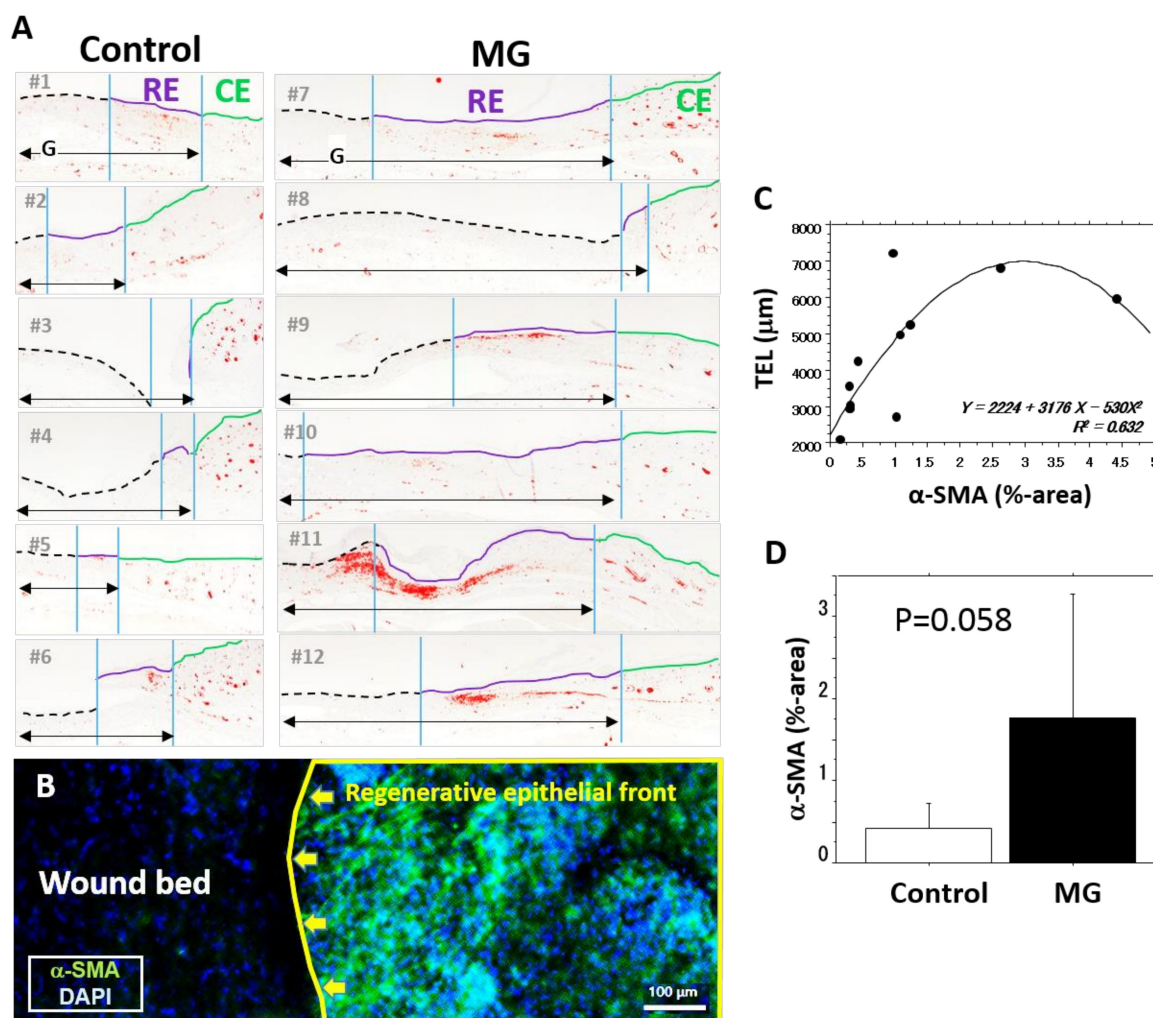 A
Control
MG
#1
RE
CE
G
#2
#3
#4
#5
#6
#7
RE
CE
G
#8
#9
#10
#11
#12
B
Regenerative epithelial front
Wound bed
α-SMA
DAPI
100 μm
C
TEL (μm)
8000
7000
6000
5000
4000
3000
2000
Y = 2224 + 3176 X – 530X²
R² = 0.632
0 .5 1 1.5 2 2.5 3 3.5 4 4.5 5
α-SMA (%-area)
D
α-SMA (%-area)
3
2
1
0
P=0.058
Control
MG